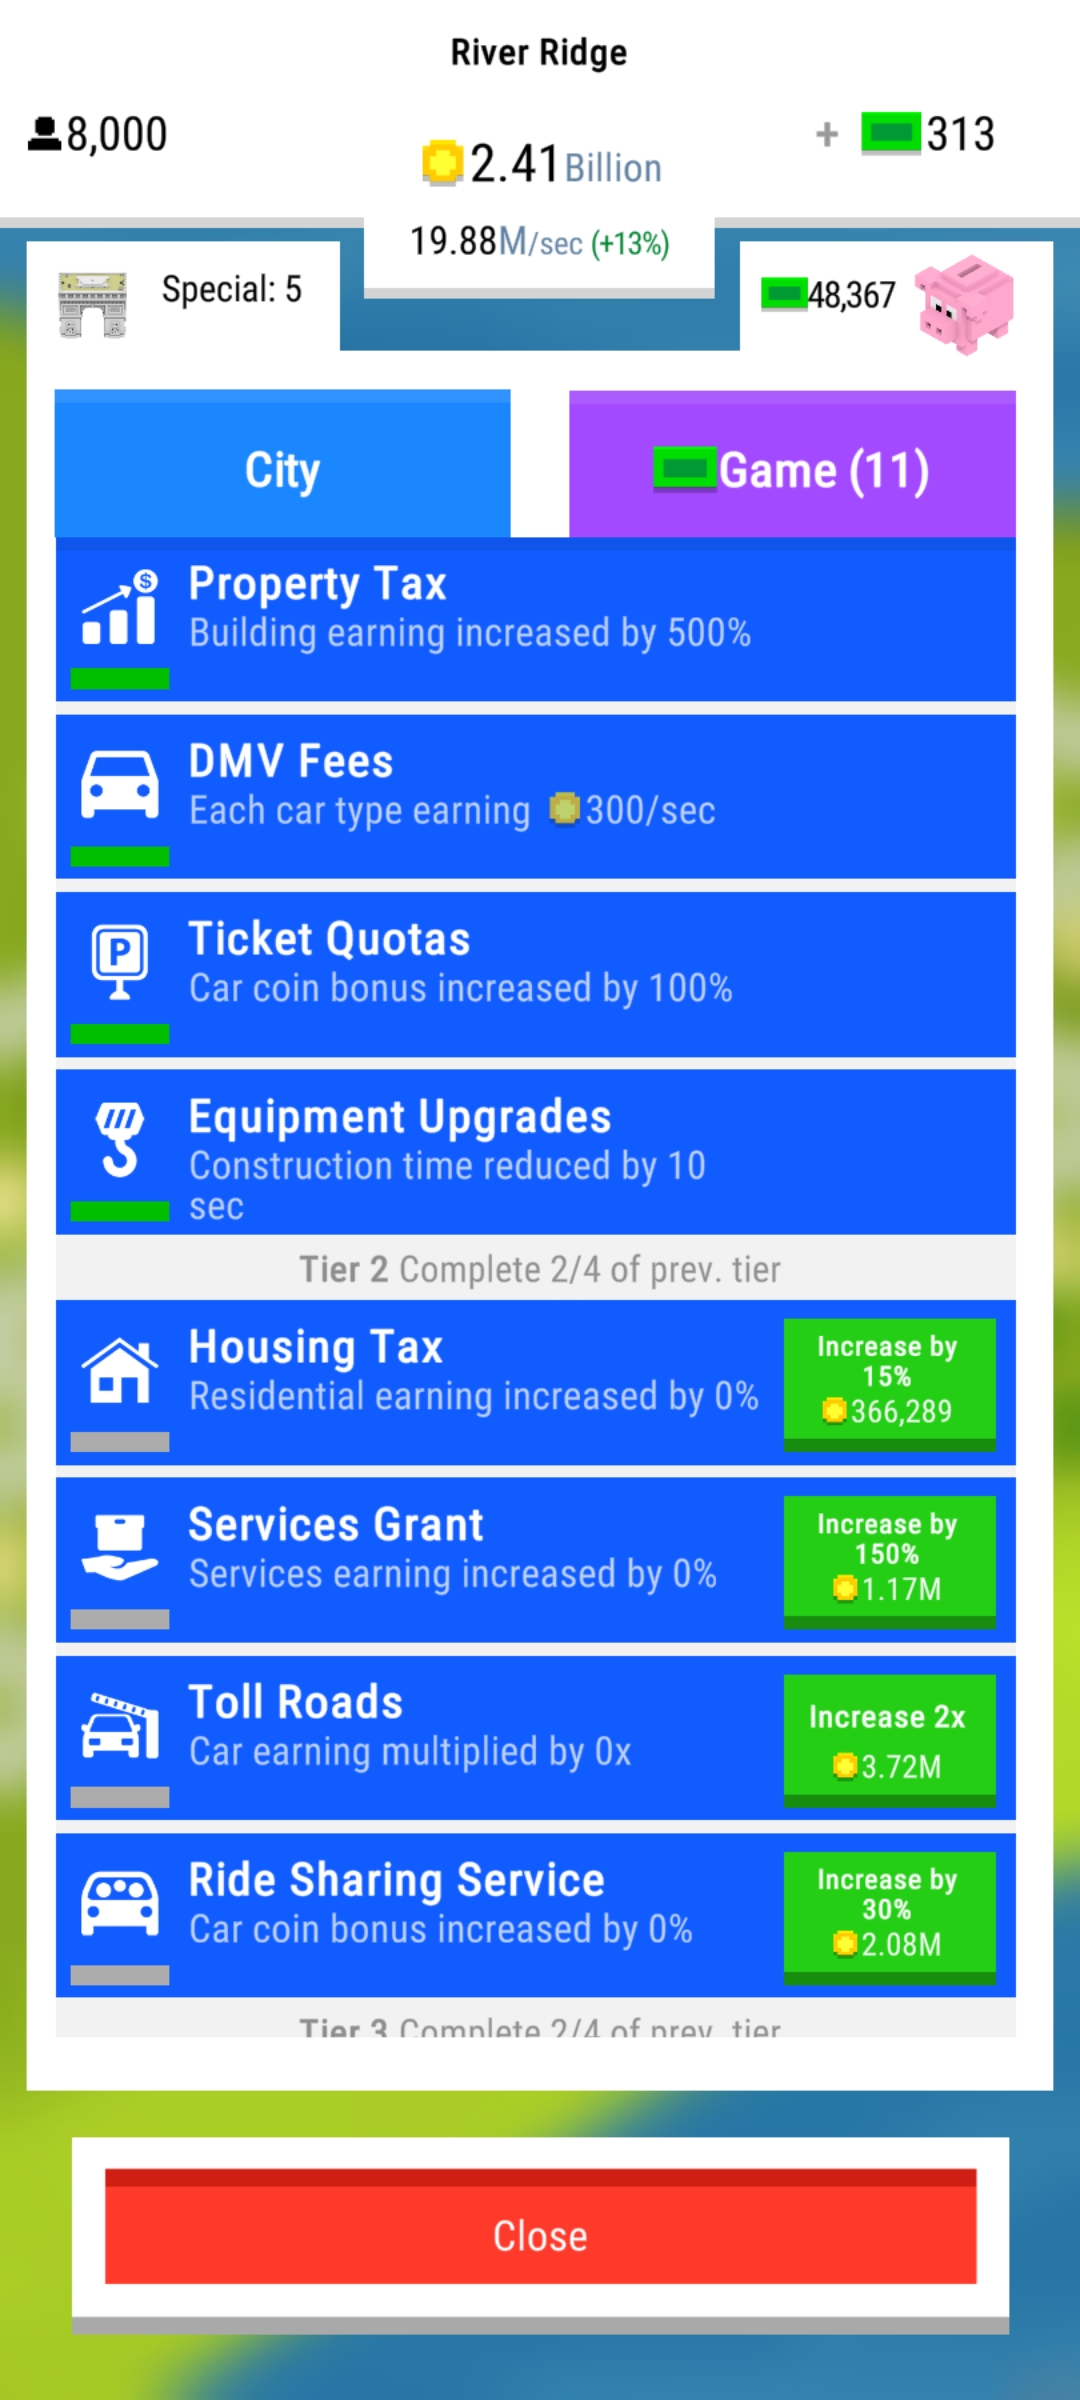 River Ridge
8,000
2.41 Billion
+ 313
19.88M/sec (+13%)
Special: 5
48,367
City
Game (11)
$
Property Tax
Building earning increased by 500%
DMV Fees
Each car type earning 300/sec
P
Ticket Quotas
Car coin bonus increased by 100%
Equipment Upgrades
Construction time reduced by 10
sec
Tier 2 Complete 2/4 of prev. tier
Housing Tax
Residential earning increased by 0%
Increase by
15%
366,289
Services Grant
Services earning increased by 0%
Increase by
150%
1.17M
Toll Roads
Car earning multiplied by 0x
Increase 2x
3.72M
Ride Sharing Service
Car coin bonus increased by 0%
Increase by
30%
2.08M
Tier 3 Complete 2/4 of prev. tier
Close